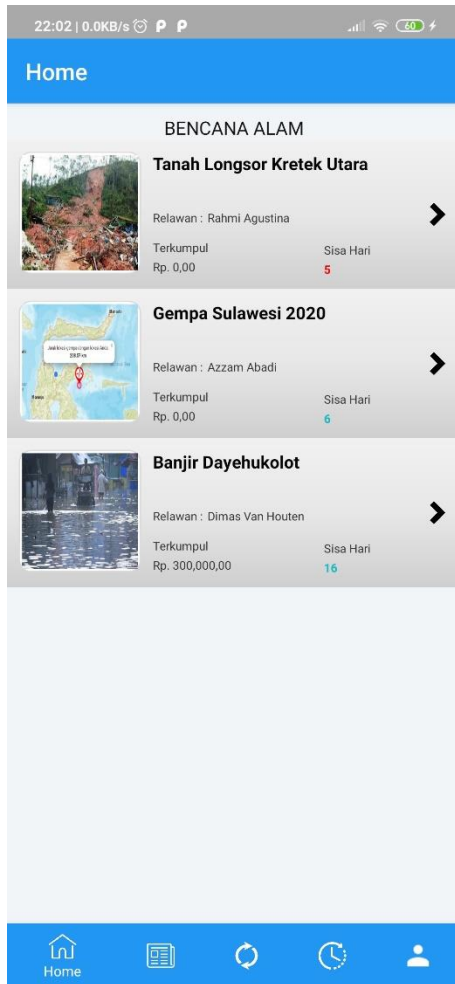 22:02 | 0.0KB/s
60
Home
BENCANA ALAM
Tanah Longsor Kretek Utara
Relawan : Rahmi Agustina
Terkumpul
Sisa Hari
Rp. 0,00
5
Gempa Sulawesi 2020
Relawan : Azzam Abadi
Terkumpul
Sisa Hari
Rp. 0,00
6
Banjir Dayehukolot
Relawan : Dimas Van Houten
Terkumpul
Sisa Hari
Rp. 300,000,00
16
Home